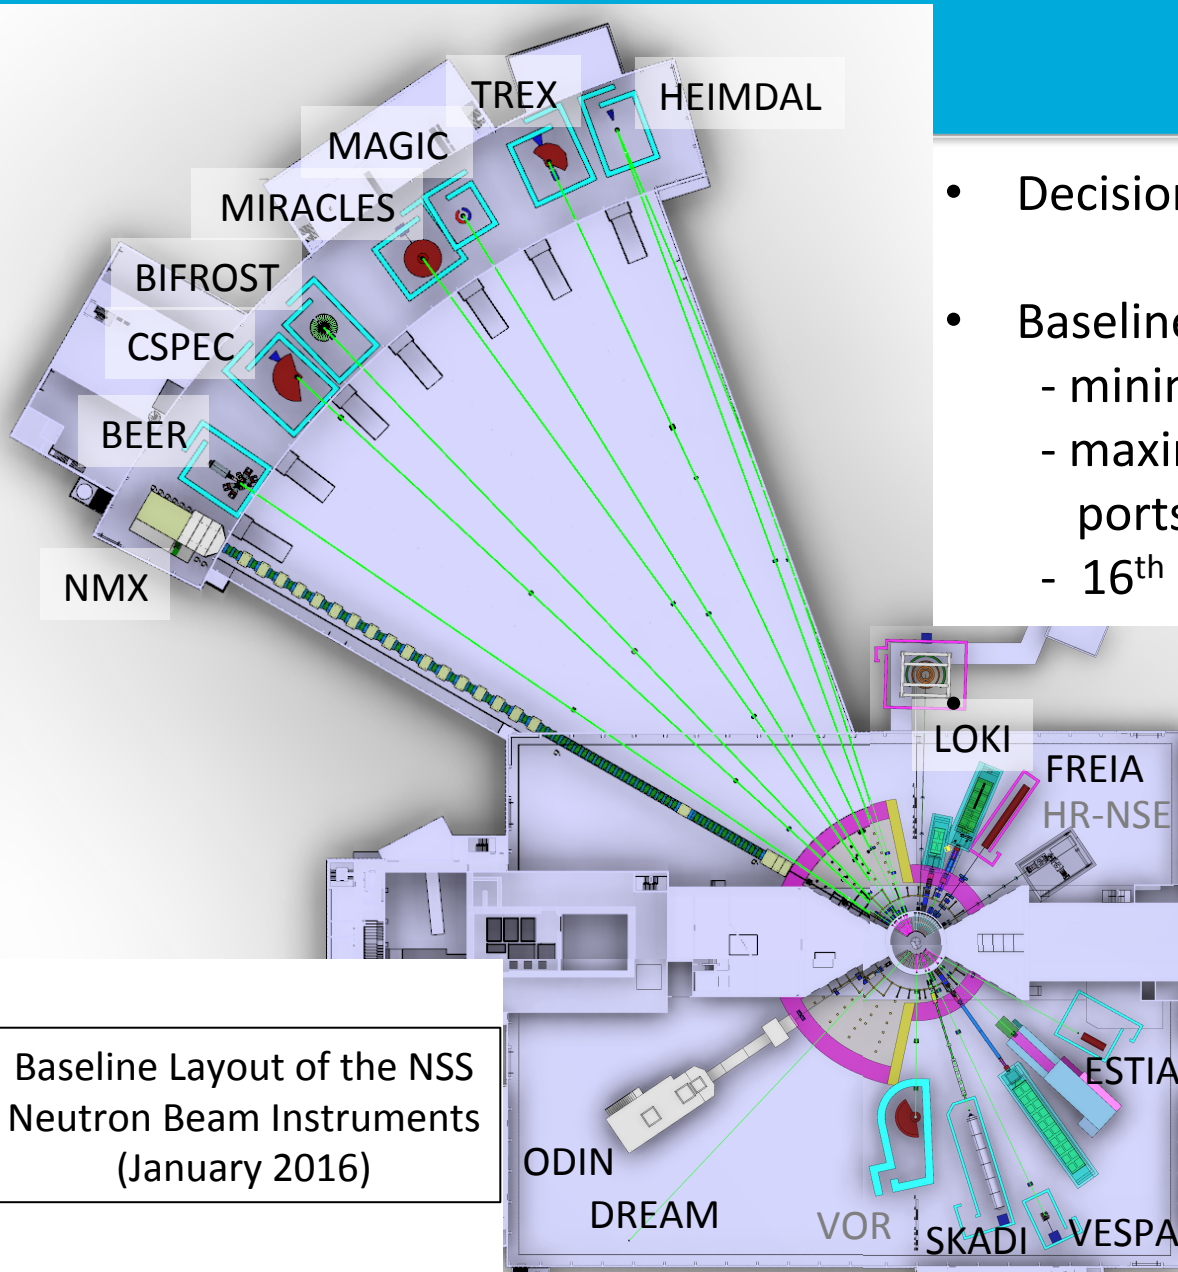 TREX
HEIMDAL
MAGIC
MIRACLES
BIFROST
CSPEC
BEER
NMX
• Decision
• Baseline
- minin
- maxin
ports
- 16th
•
LOKI
FREIA
HR-NSE
ESTIA
ODIN
DREAM
VOR
SKADI
VESPA
Baseline Layout of the NSS
Neutron Beam Instruments
(January 2016)